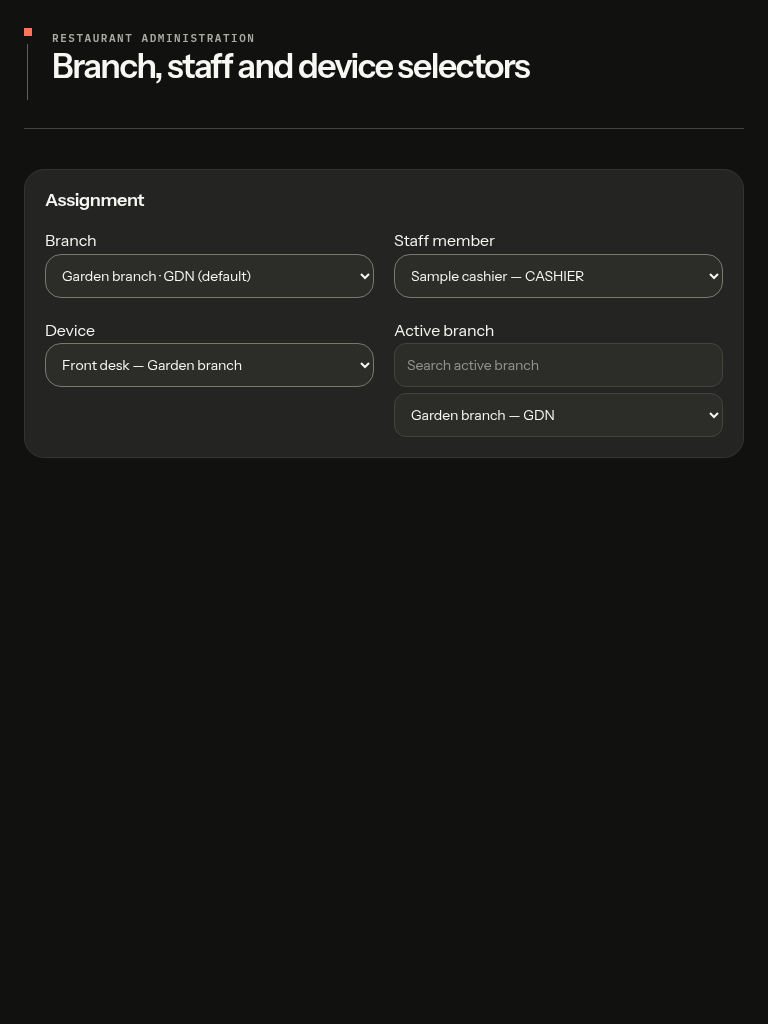 RESTAURANT ADMINISTRATION
Branch, staff and device selectors
Assignment
Branch
Garden branch · GDN (default)
Staff member
Sample cashier — CASHIER
Device
Front desk — Garden branch
Active branch
Search active branch
Garden branch — GDN